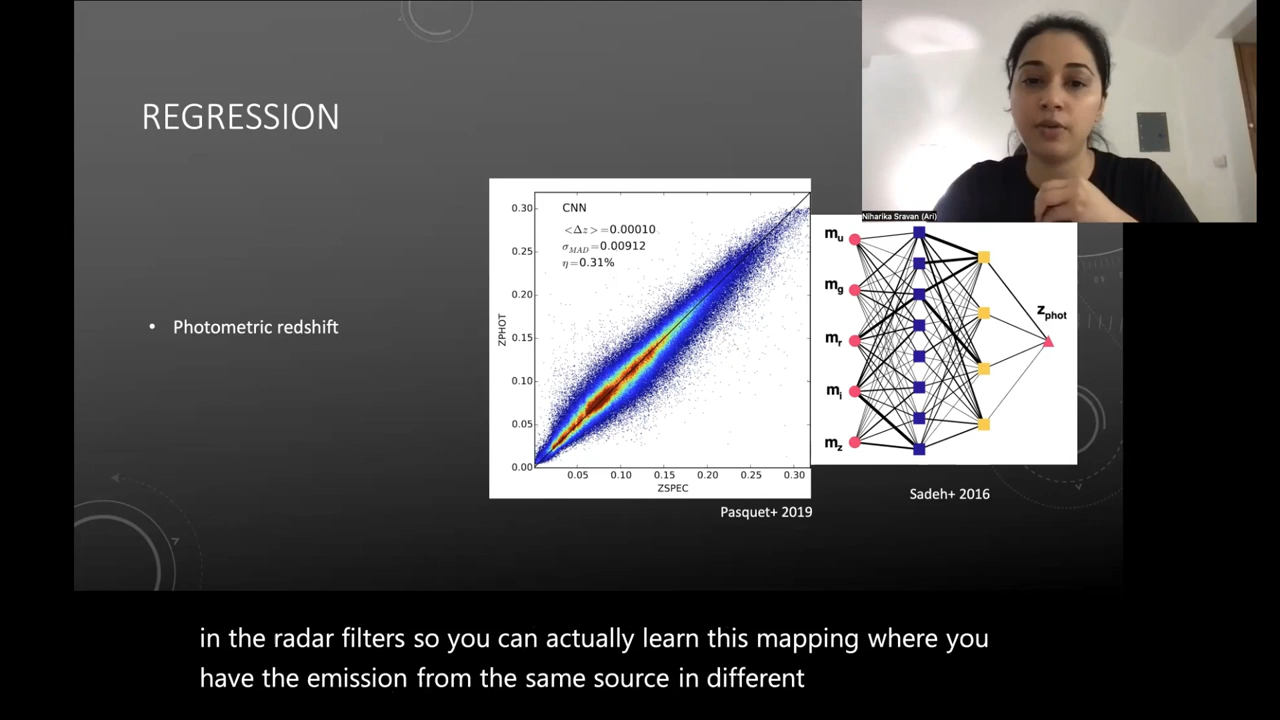 REGRESSION
• Photometric redshift
CNN
<Δz>=0.00010
σMAD=0.00912
η=0.31%
0.30
0.25
0.20
0.15
0.10
0.05
0.00
ZPHOT
0.05 0.10 0.15 0.20 0.25 0.30
ZSPEC
Pasquet+ 2019
Niharika Sravan (Ari)
mu
mg
mr
mi
mz
zphot
Sadeh+ 2016
in the radar filters so you can actually learn this mapping where you
have the emission from the same source in different